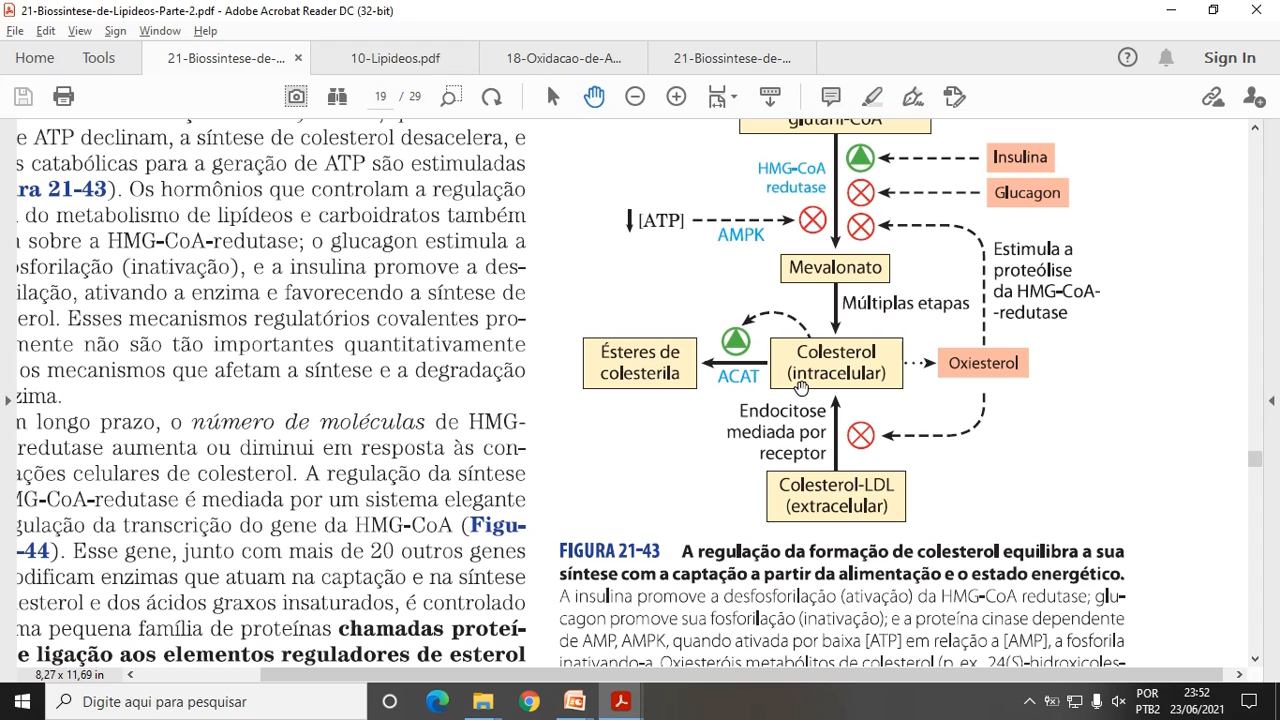 21-Biossintese-de-Lipideos-Parte-2.pdf - Adobe Acrobat Reader DC (32-bit)
File Edit View Sign Window Help
Home Tools 21-Biossintese-de-... × 10-Lipideos.pdf 18-Oxidacao-de-A... 21-Biossintese-de-... Sign In
19 / 29
e ATP declinam, a síntese de colesterol desacelera, e
s catabólicas para a geração de ATP são estimuladas
ra 21-43). Os hormônios que controlam a regulação
do metabolismo de lipídeos e carboidratos também
sobre a HMG-CoA-redutase; o glucagon estimula a
osforilação (inativação), e a insulina promove a des-
ilação, ativando a enzima e favorecendo a síntese de
erol. Esses mecanismos regulatórios covalentes pro-
mente não são tão importantes quantitativamente
os mecanismos que afetam a síntese e a degradação
zima.
longo prazo, o número de moléculas de HMG-
redutase aumenta ou diminui em resposta às con-
ações celulares de colesterol. A regulação da síntese
MG-CoA-redutase é mediada por um sistema elegante
gulação da transcrição do gene da HMG-CoA (Figu-
-44). Esse gene, junto com mais de 20 outros genes
odificam enzimas que atuam na captação e na síntese
lesterol e dos ácidos graxos insaturados, é controlado
ma pequena família de proteínas chamadas proteí-
e ligação aos elementos reguladores de esterol
glutaril-CoA
HMG-CoA
redutase
Insulina
Glucagon
[ATP]
AMPK
Estimula a
proteólise
da HMG-CoA-
-redutase
Mevalonato
Múltiplas etapas
Ésteres de
colesterila
ACAT
Colesterol
(intracelular)
Oxiesterol
Endocitose
mediada por
receptor
Colesterol-LDL
(extracelular)
FIGURA 21-43 A regulação da formação de colesterol equilibra a sua
síntese com a captação a partir da alimentação e o estado energético.
A insulina promove a desfosforilação (ativação) da HMG-CoA redutase; glu-
cagon promove sua fosforilação (inativação); e a proteína cinase dependente
de AMP, AMPK, quando ativada por baixa [ATP] em relação a [AMP], a fosforila
inativando-a. Oxiesteróis metabólitos de colesterol (p. ex. 24(S)-hidroxicoles-
8,27 x 11,69 in
Digite aqui para pesquisar
POR
PTB2
23:52
23/06/2021